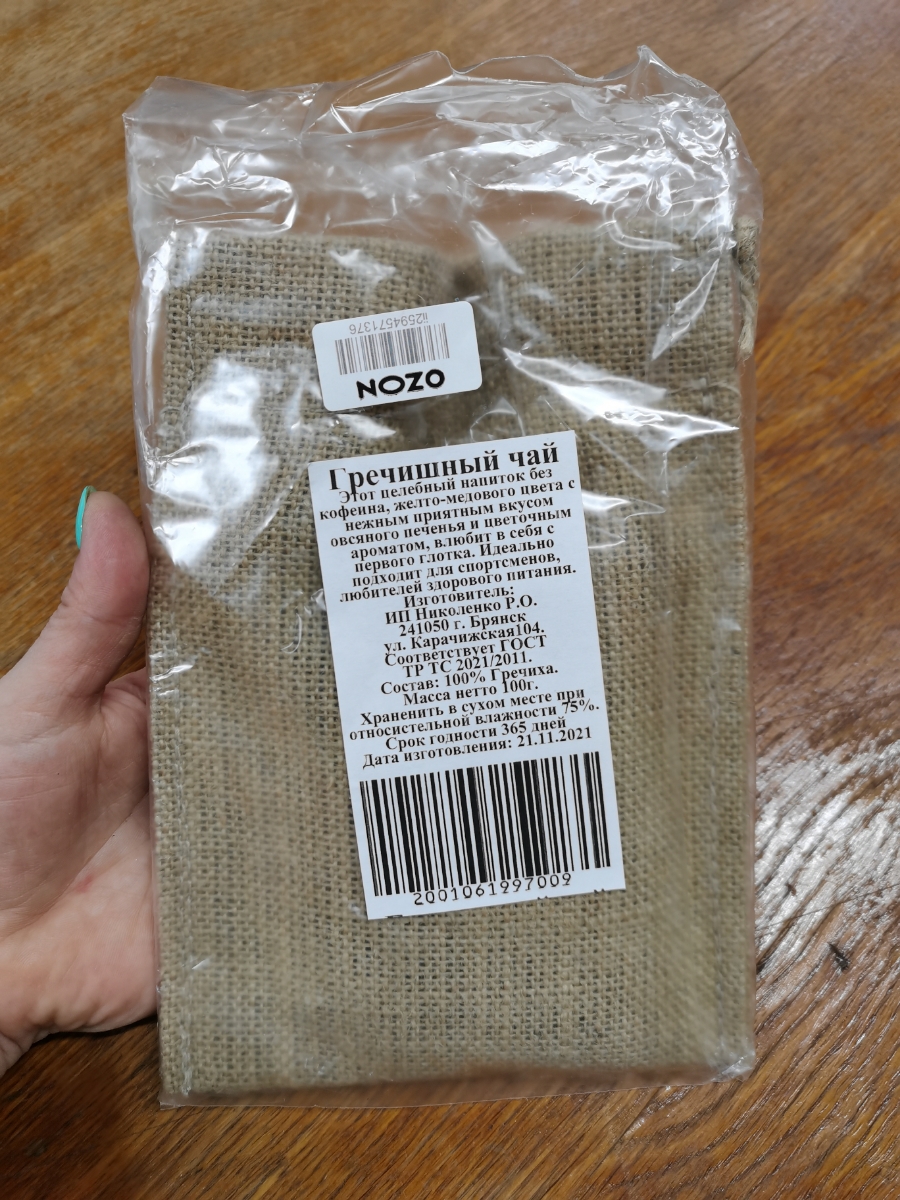 ii2594571376
OZON
Гречишный чай
Этот целебный напиток без
кофеина, желто-медового цвета с
нежным приятным вкусом
овсяного печенья и цветочным
ароматом, влюбит в себя с
первого глотка. Идеально
подходит для спортсменов,
любителей здорового питания.
Изготовитель:
ИП Николенко Р.О.
241050 г. Брянск
ул. Карачижская104.
Соответствует ГОСТ
ТР ТС 2021/2011.
Состав: 100% Гречиха.
Масса нетто 100г.
Храненить в сухом месте при
относистельной влажности 75%.
Срок годности 365 дней
Дата изготовления: 21.11.2021
2001061997009